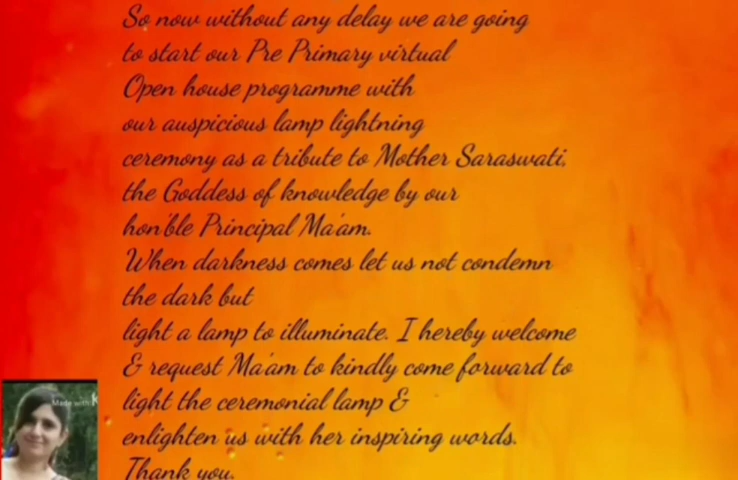 So now without any delay we are going
to start our Pre Primary virtual
Open house programme with
our auspicious lamp lightning
ceremony as a tribute to Mother Saraswati,
the Goddess of knowledge by our
hon'ble Principal Ma'am.
When darkness comes let us not condemn
the dark but
light a lamp to illuminate. I hereby welcome
& request Ma'am to kindly come forward to
light the ceremonial lamp &
enlighten us with her inspiring words.
Thank you.
Made with K